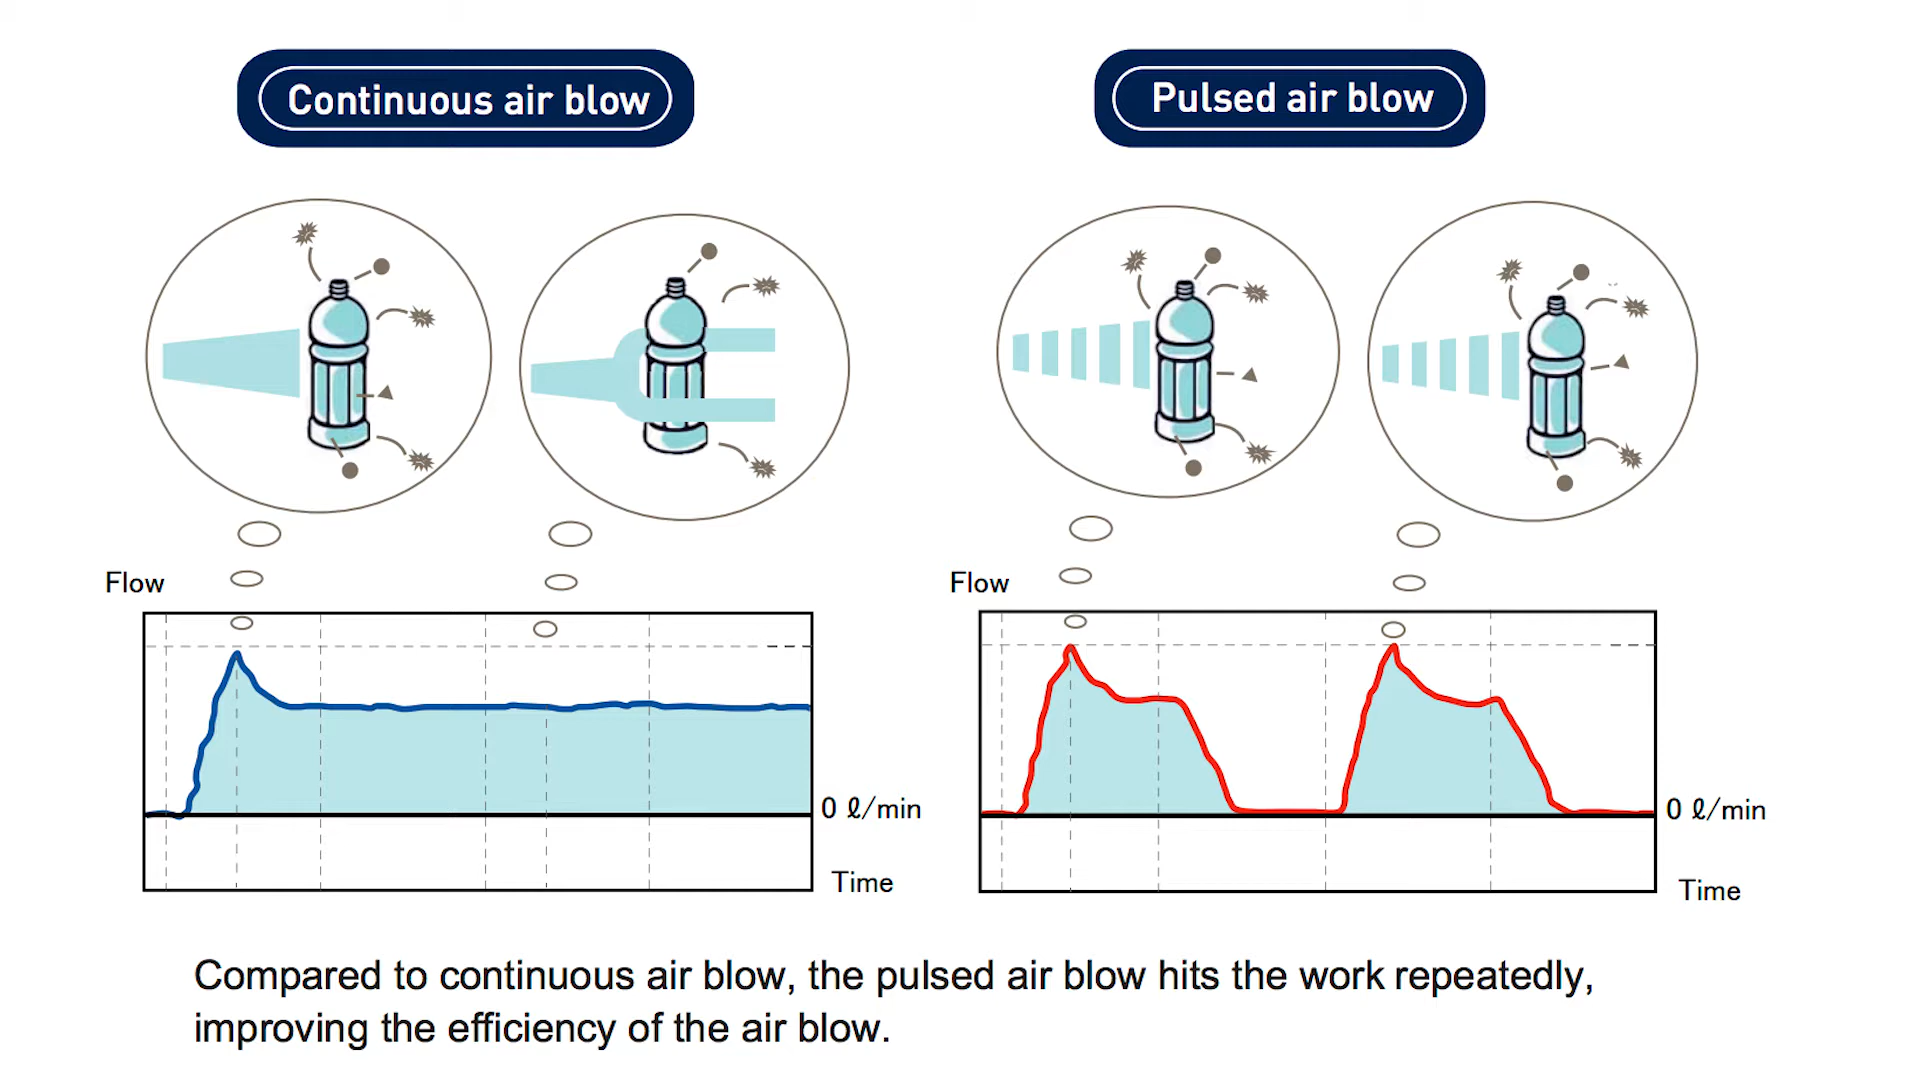 Continuous air blow
Pulsed air blow
Flow
0 ℓ/min
Time
Flow
0 ℓ/min
Time
Compared to continuous air blow, the pulsed air blow hits the work repeatedly,
improving the efficiency of the air blow.